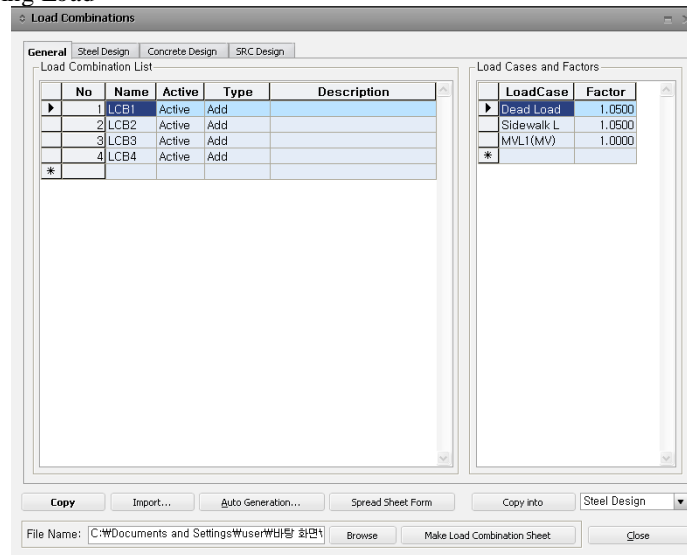 Load Combinations
General Steel Design Concrete Design SRC Design
Load Combination List
No Name Active Type Description
1 LCB1 Active Add
2 LCB2 Active Add
3 LCB3 Active Add
4 LCB4 Active Add
*
Load Cases and Factors
LoadCase Factor
Dead Load 1.0500
Sidewalk L 1.0500
MVL1(MV) 1.0000
*
Copy Import... Auto Generation... Spread Sheet Form Copy into Steel Design
File Name: C:₩Documents and Settings₩user₩바탕 화면₩ Browse Make Load Combination Sheet Close